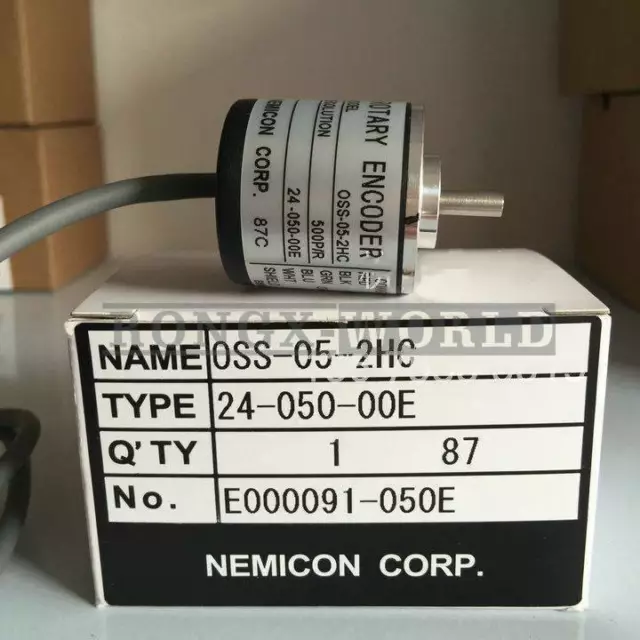 ROTARY ENCODER
OSS-05-2HC
500P/R
24-050-00E
NEMICON CORP. 87C
BLK
GRN
BLU
WHT
RONGX-WORLD
NAME OSS-05-2HC
TYPE 24-050-00E
Q'TY 1 87
No. E000091-050E
NEMICON CORP.